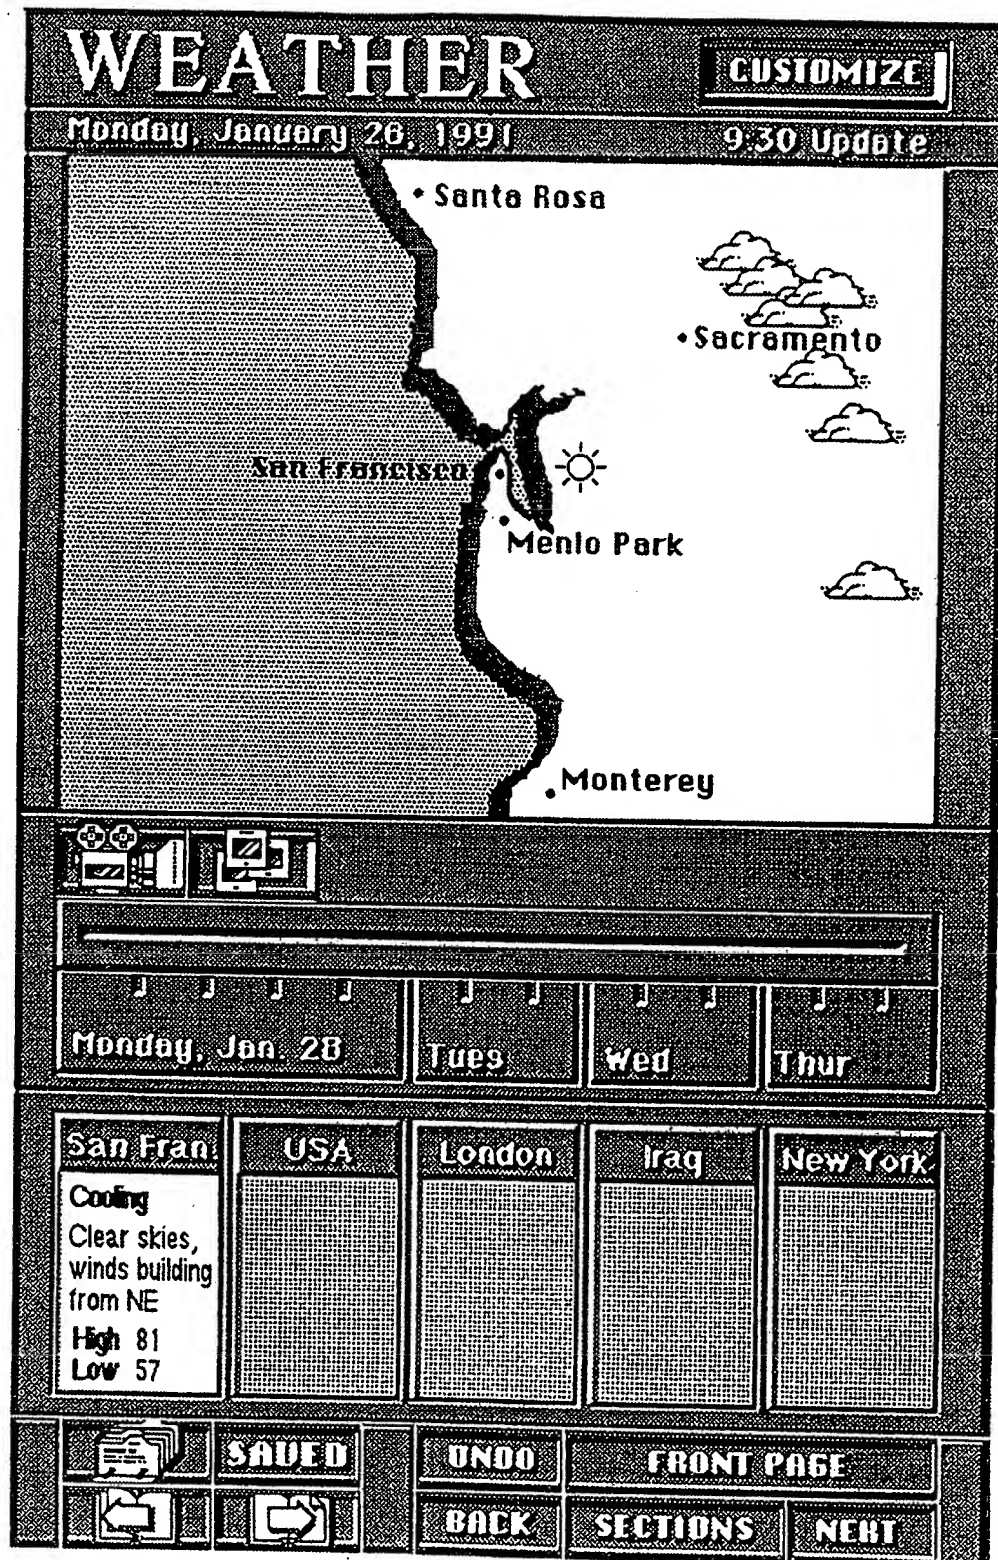 WEATHER
CUSTOMIZE
Monday, January 28, 1991
9:30 Update
Santa Rosa
Sacramento
San Francisco
Menlo Park
Monterey
Monday, Jan. 28
Tues
Wed
Thur
San Fran.
USA
London
Iraq
New York
Cooling
Clear skies,
winds building
from NE
High 81
Low 57
SAVED
UNDO
FRONT PAGE
BACK
SECTIONS
NEXT